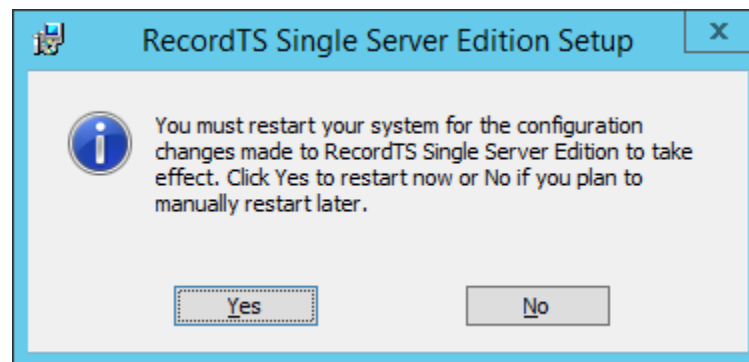 RecordTS Single Server Edition Setup
You must restart your system for the configuration
changes made to RecordTS Single Server Edition to take
effect. Click Yes to restart now or No if you plan to
manually restart later.
Yes No